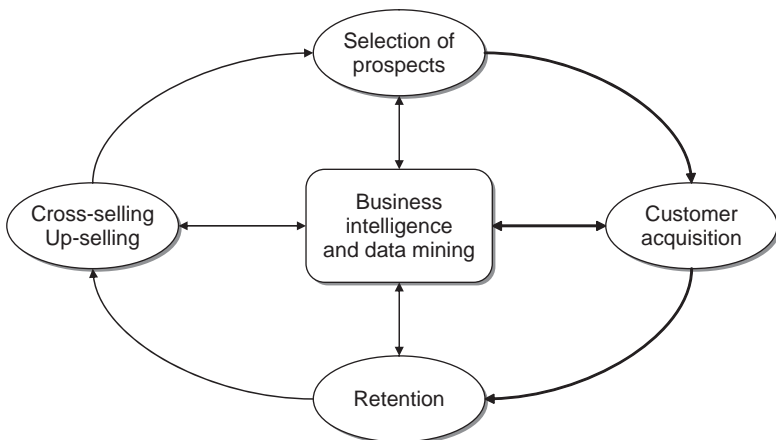 Selection of
prospects
Cross-selling
Up-selling
Business
intelligence
and data mining
Customer
acquisition
Retention